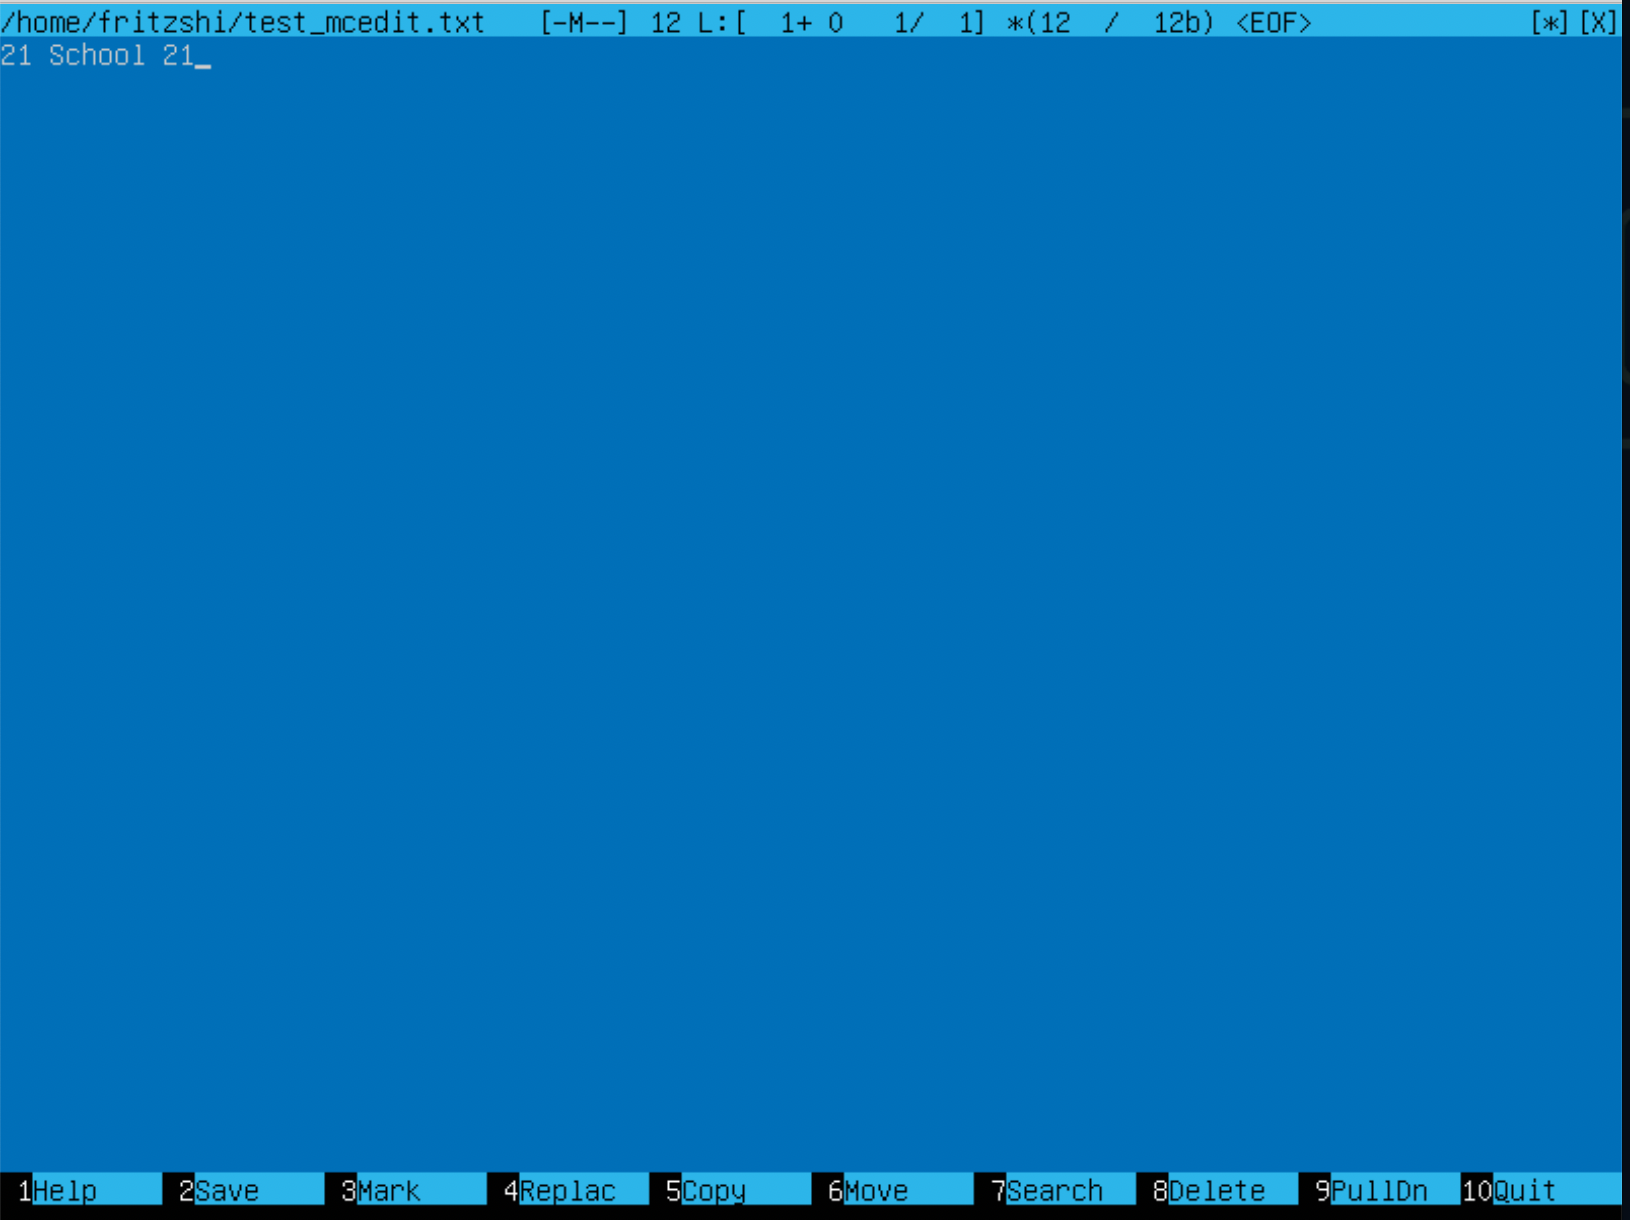 /home/fritzshi/test_mcedit.txt [-M--] 12 L:[ 1+ 0 1/ 1] *(12 / 12b) <EOF> [*][X]
21 School 21_
1Help 2Save 3Mark 4Replac 5Copy 6Move 7Search 8Delete 9PullDn 10Quit